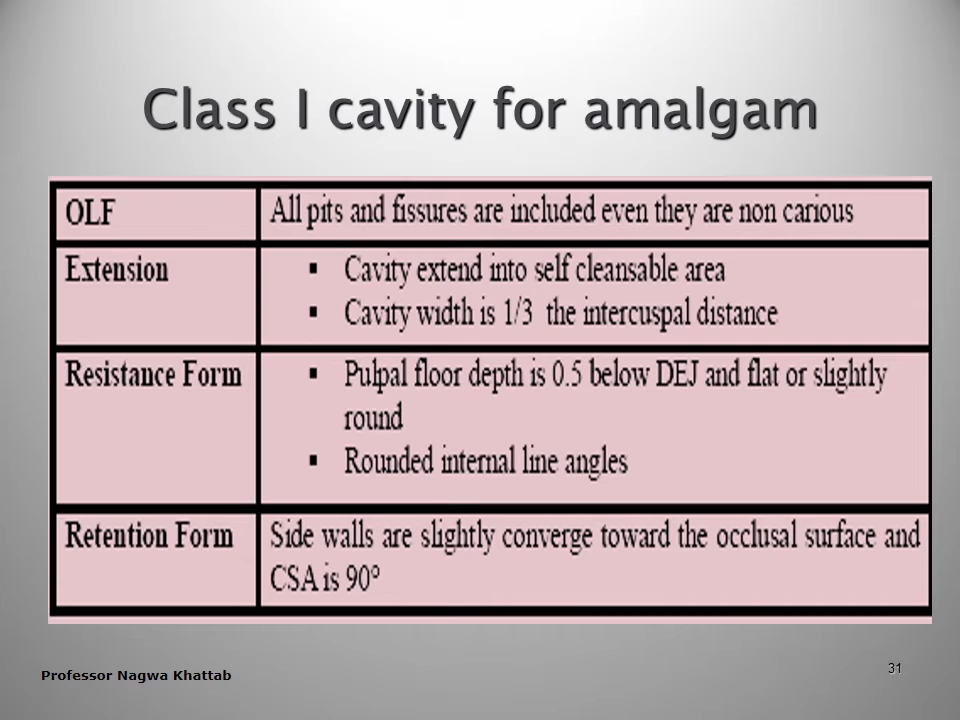 Class I cavity for amalgam
OLF
All pits and fissures are included even they are non carious
Extension
▪ Cavity extend into self cleansable area
▪ Cavity width is 1/3 the intercuspal distance
Resistance Form
▪ Pulpal floor depth is 0.5 below DEJ and flat or slightly
round
▪ Rounded internal line angles
Retention Form
Side walls are slightly converge toward the occlusal surface and
CSA is 90°
Professor Nagwa Khattab
31